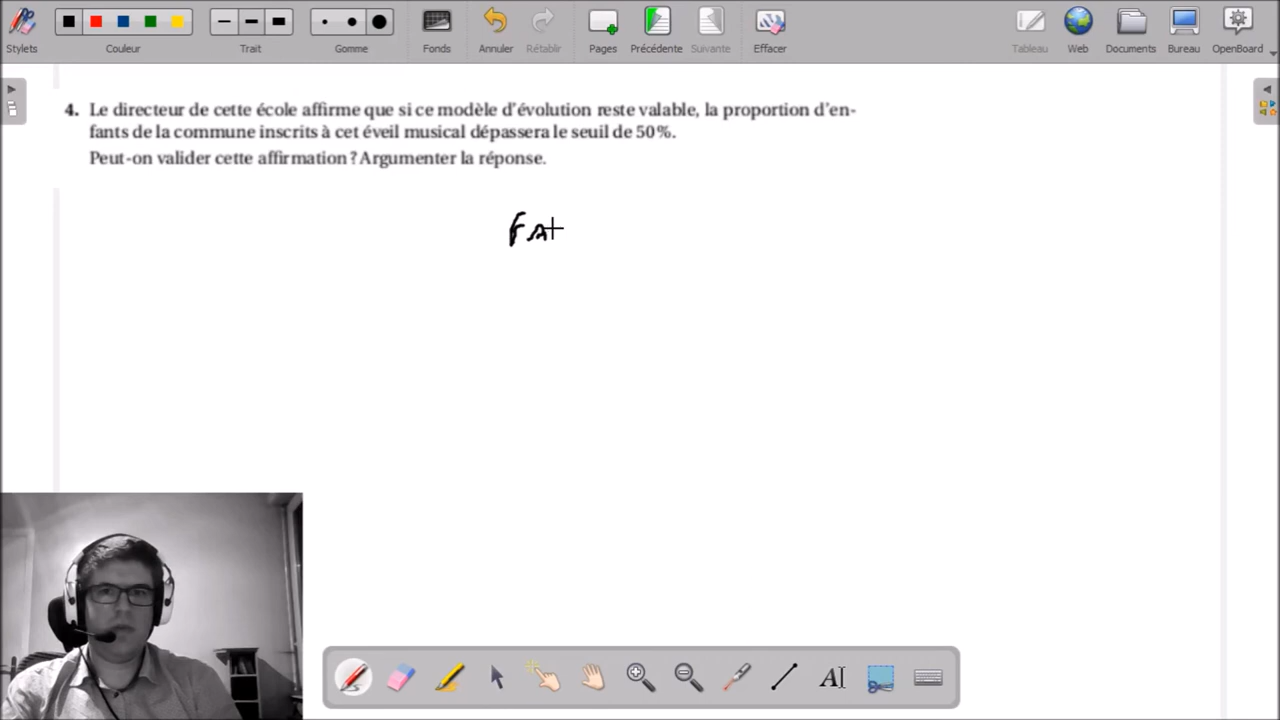 Stylets
Couleur
Trait
Gomme
Fonds
Annuler
Rétablir
Pages
Précédente
Suivante
Effacer
Tableau
Web
Documents
Bureau
OpenBoard
4. Le directeur de cette école affirme que si ce modèle d'évolution reste valable, la proportion d'en-
fants de la commune inscrits à cet éveil musical dépassera le seuil de 50%.
Peut-on valider cette affirmation ? Argumenter la réponse.
FA